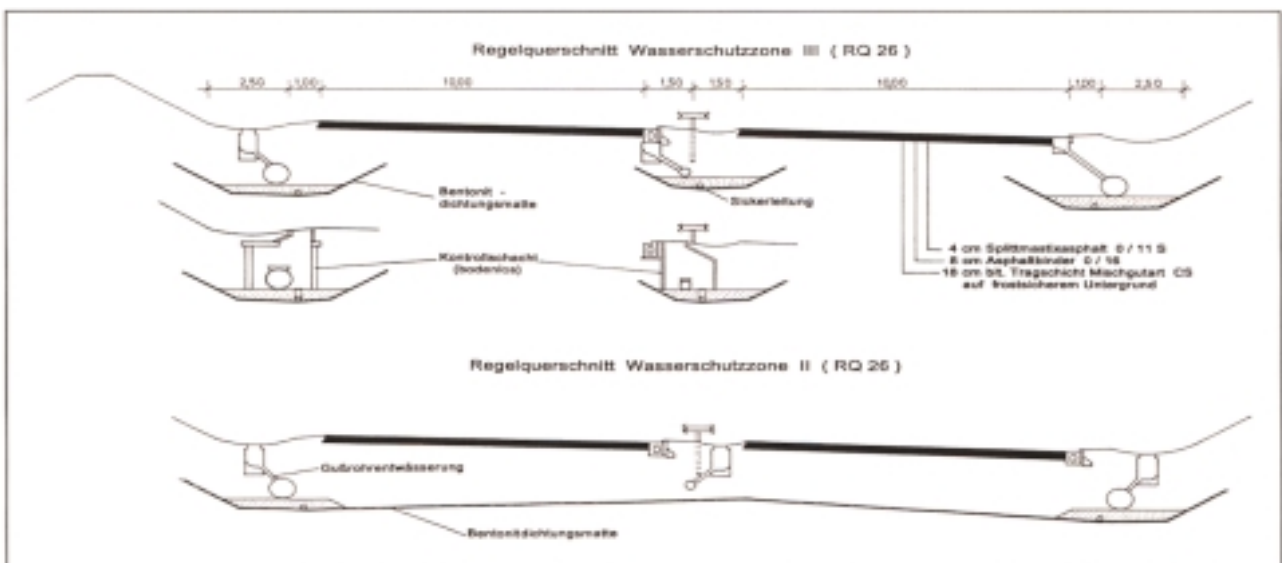 Regelquerschnitt Wasserschutzzone III ( RQ 26 )
2,50 1,00 10,00 1,50 1,50 10,00 1,00 2,50
Bentonit -
dichtungsmatte
Sickerleitung
Kontrollschacht
(bodenlos)
4 cm Splittmastixasphalt 0 / 11 S
8 cm Asphaltbinder 0 / 16
18 cm bit. Tragschicht Mischgutart CS
auf frostsicherem Untergrund
Regelquerschnitt Wasserschutzzone II ( RQ 26 )
Gußrohrentwässerung
Bentonitdichtungsmatte